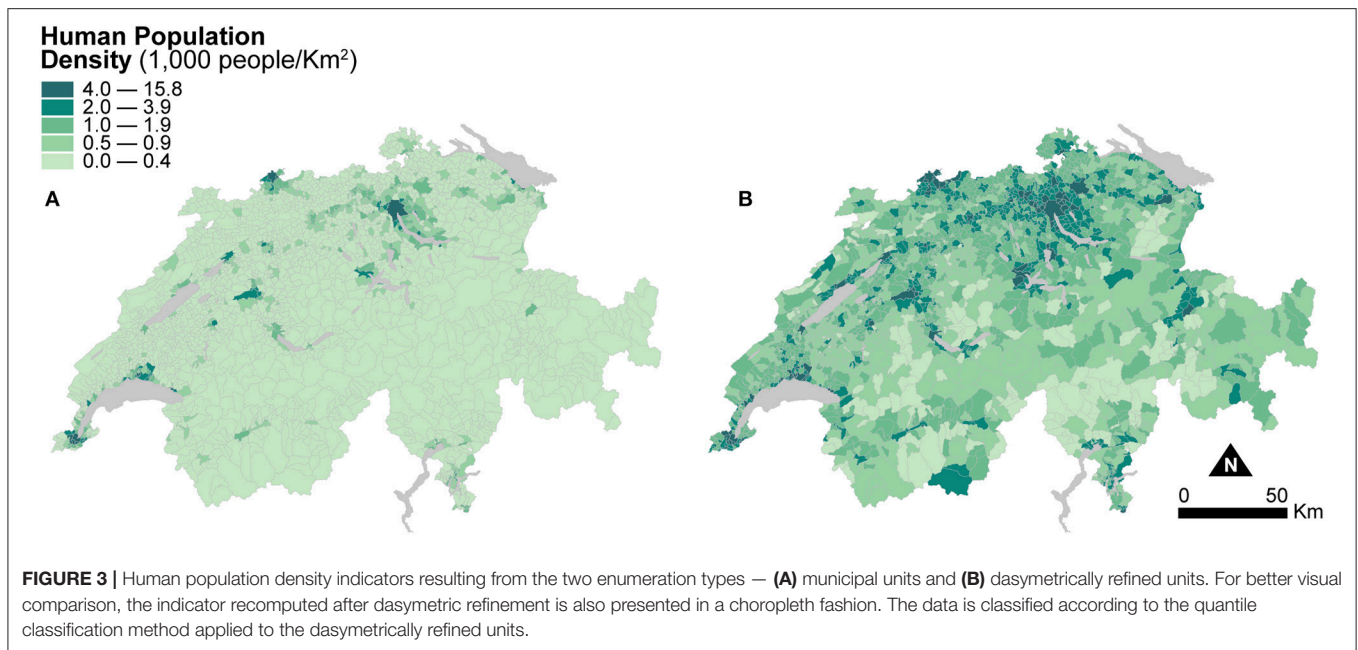 Human Population
Density (1,000 people/Km²)
4.0 — 15.8
2.0 — 3.9
1.0 — 1.9
0.5 — 0.9
0.0 — 0.4
A
B
N
0 50
Km
FIGURE 3 | Human population density indicators resulting from the two enumeration types — (A) municipal units and (B) dasymetrically refined units. For better visual
comparison, the indicator recomputed after dasymetric refinement is also presented in a choropleth fashion. The data is classified according to the quantile
classification method applied to the dasymetrically refined units.